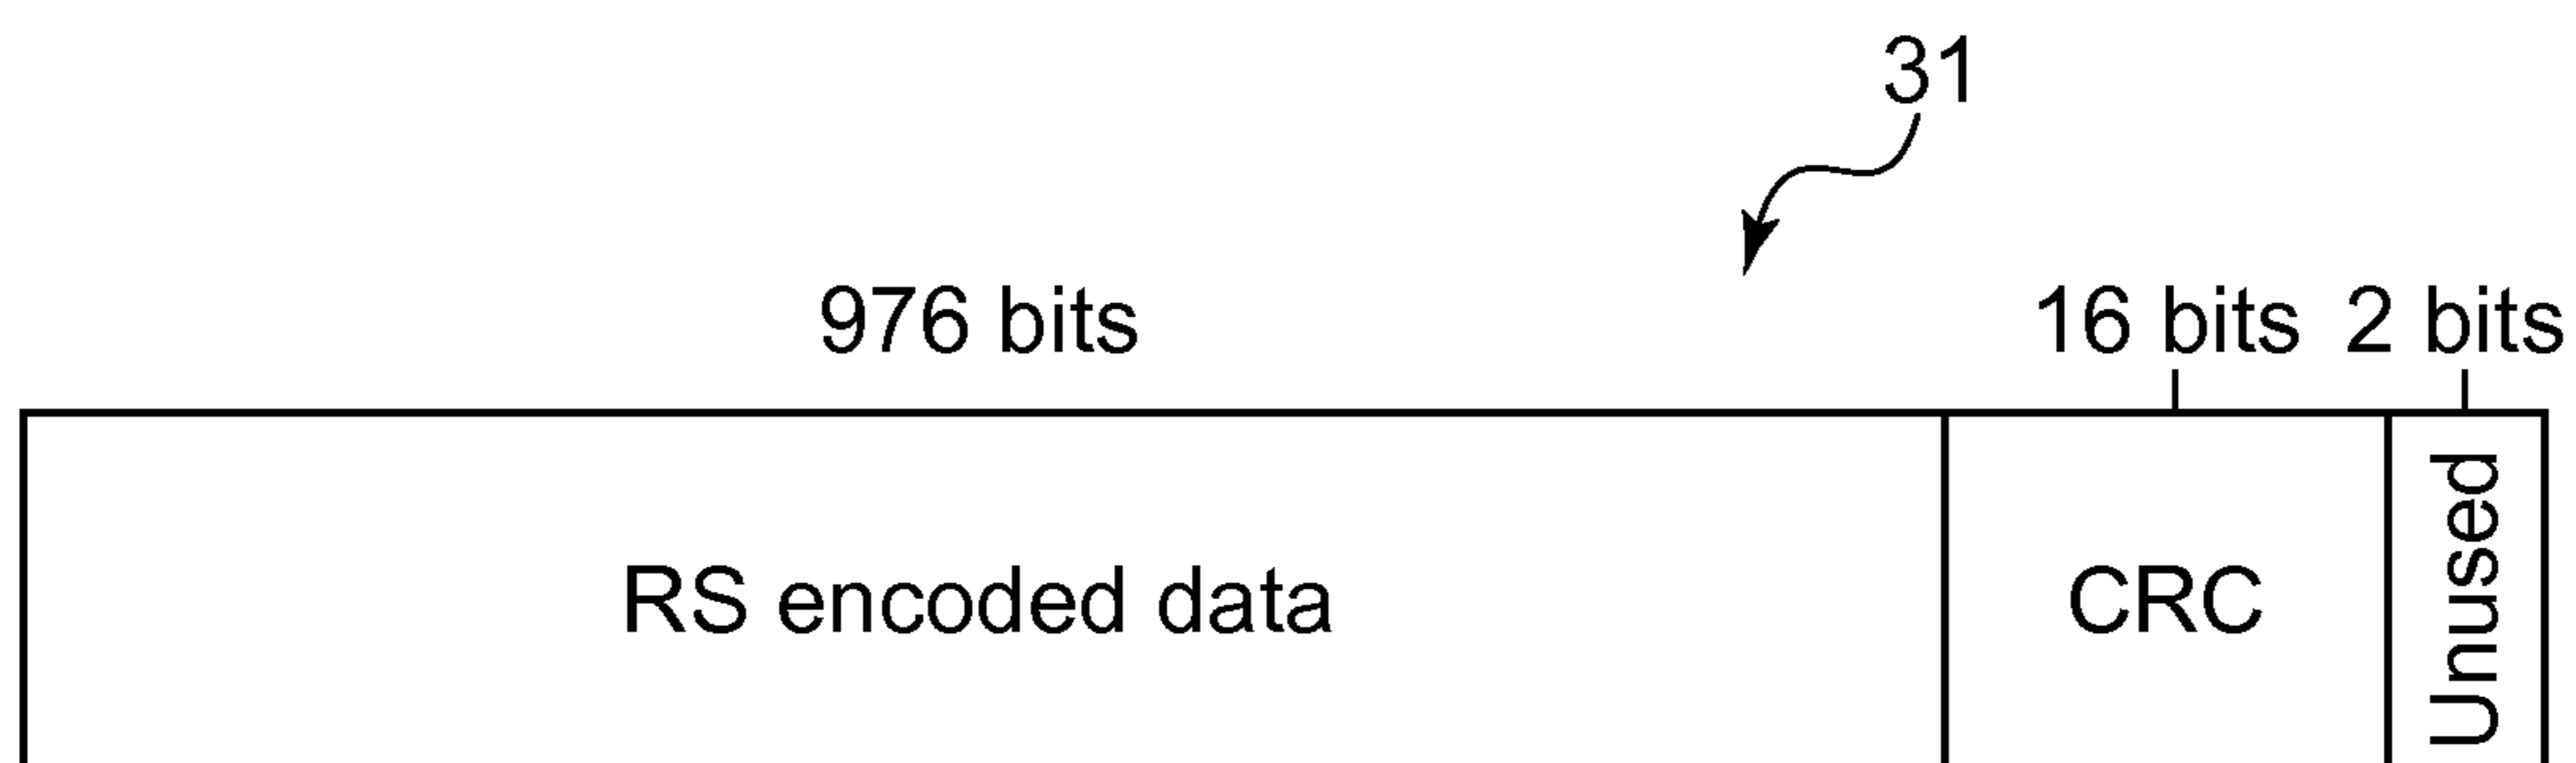 31
976 bits 16 bits 2 bits
RS encoded data CRC Unused